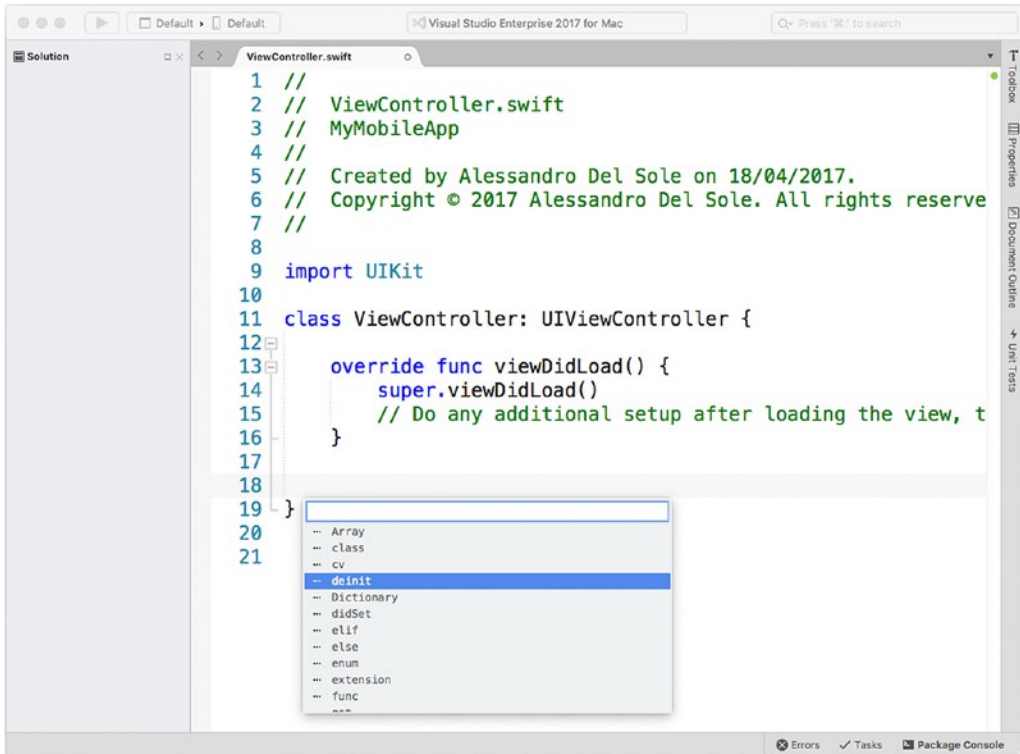 Default › Default
Visual Studio Enterprise 2017 for Mac
Press '⌘.' to search
Solution
ViewController.swift
1 //
2 // ViewController.swift
3 // MyMobileApp
4 //
5 // Created by Alessandro Del Sole on 18/04/2017.
6 // Copyright © 2017 Alessandro Del Sole. All rights reserve
7 //
8
9 import UIKit
10
11 class ViewController: UIViewController {
12
13 override func viewDidLoad() {
14 super.viewDidLoad()
15 // Do any additional setup after loading the view, t
16 }
17
18
19 }
20
21
Array
class
cv
deinit
Dictionary
didSet
elif
else
enum
extension
func
Toolbox
Properties
Document Outline
Unit Tests
Errors Tasks Package Console